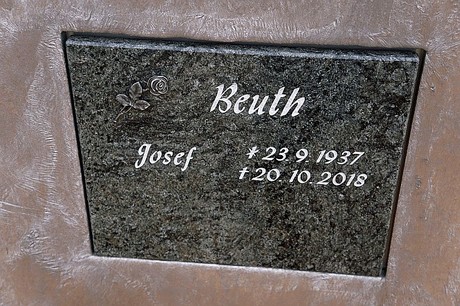 Beuth
Josef * 23.9.1937
† 20.10.2018